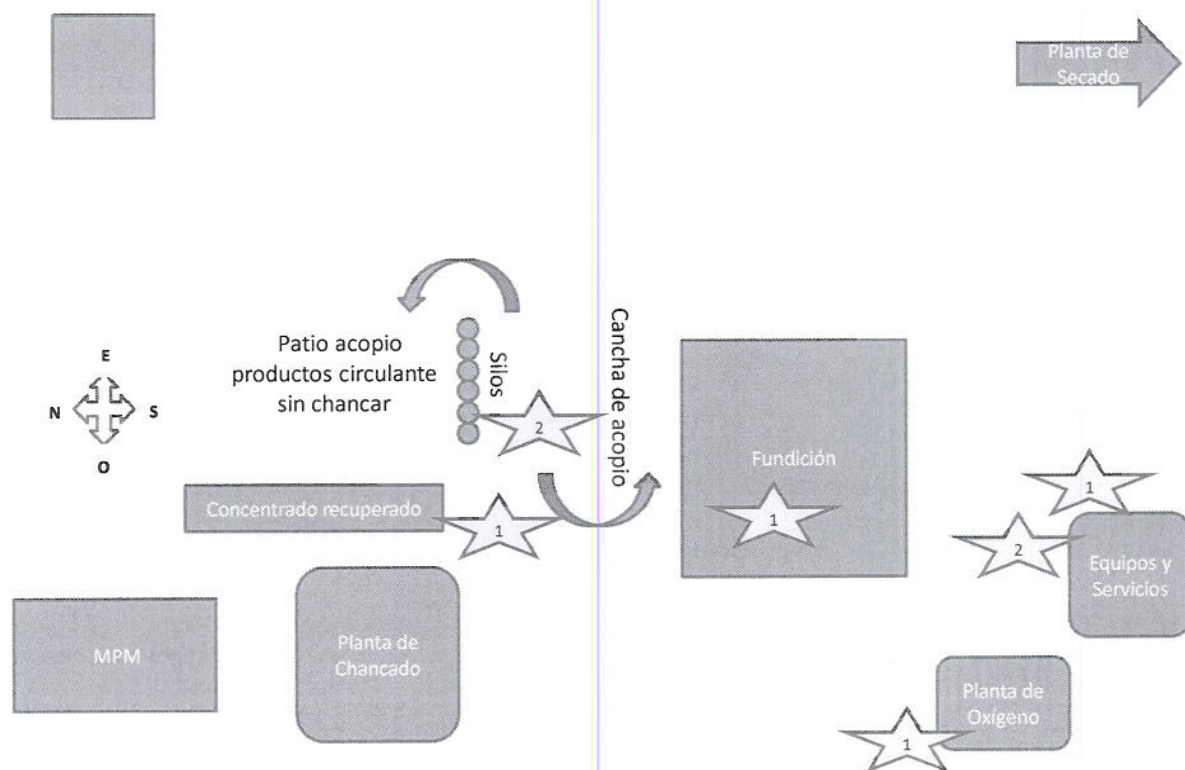 Planta de
Secado
Patio acopio
productos circulante
sin chancar
Silos
Cancha de acopio
E
N
S
O
2
Fundición
1
Concentrado recuperado
1
1
2
Equipos y
Servicios
MPM
Planta de
Chancado
Planta de
Oxígeno
1